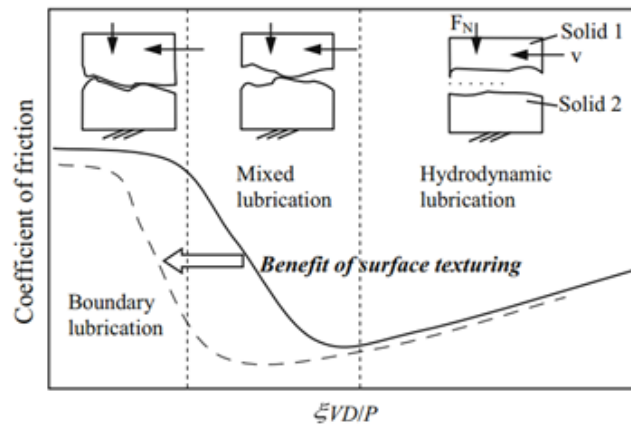 F_N
Solid 1
v
Solid 2
Mixed
lubrication
Hydrodynamic
lubrication
Benefit of surface texturing
Boundary
lubrication
Coefficient of friction
ξVD/P